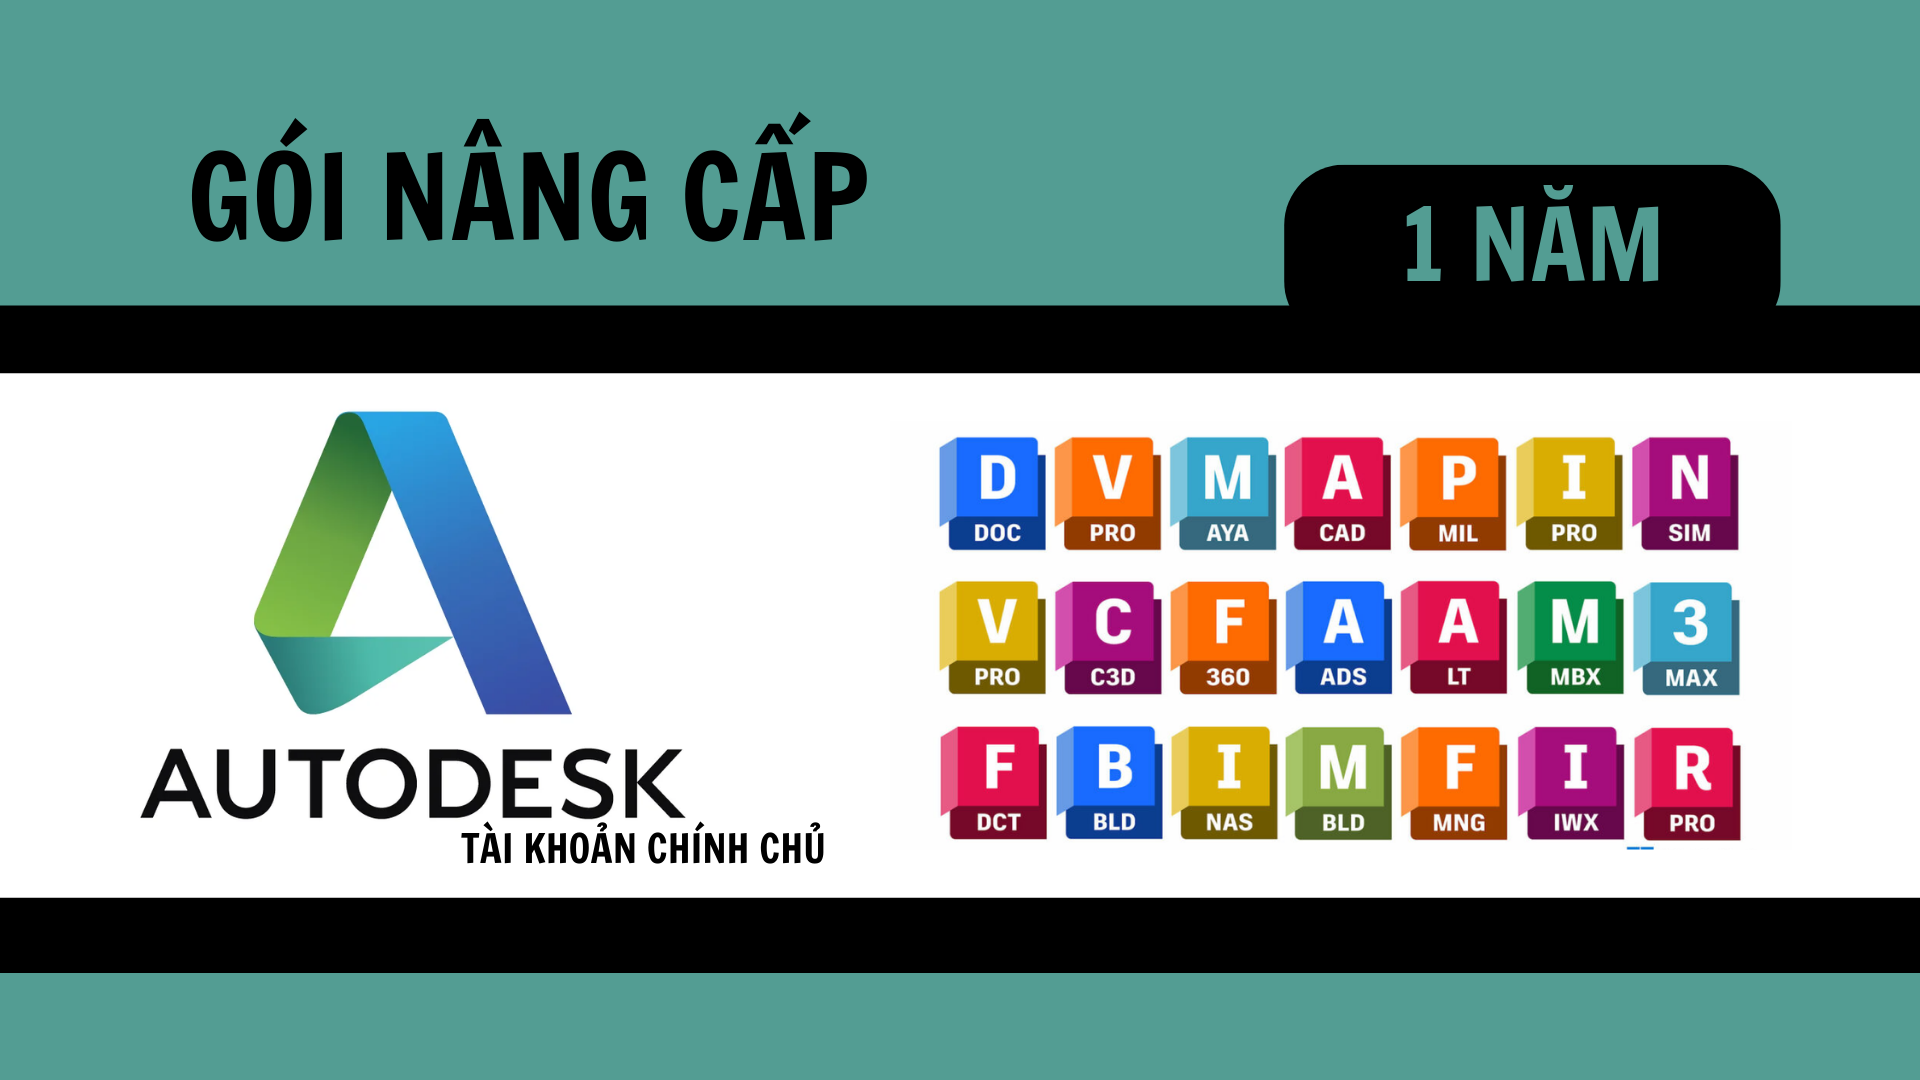 GÓI NÂNG CẤP
1 NĂM
AUTODESK
TÀI KHOẢN CHÍNH CHỦ
D V M A P I N
DOC PRO AYA CAD MIL PRO SIM
V C F A A M 3
PRO C3D 360 ADS LT MBX MAX
F B I M F I R
DCT BLD NAS BLD MNG IWX PRO